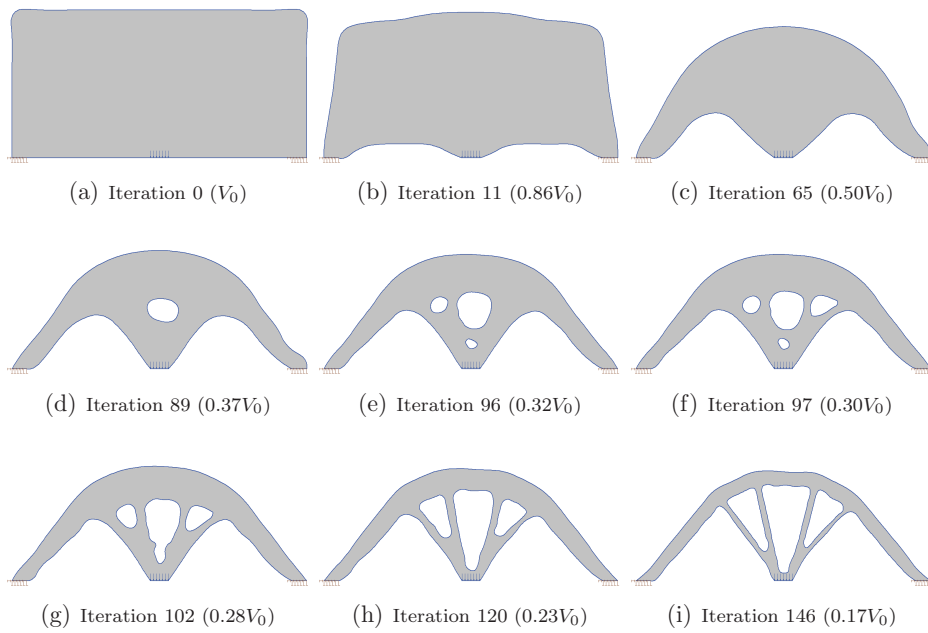 (a) Iteration 0 (V₀)
(b) Iteration 11 (0.86V₀)
(c) Iteration 65 (0.50V₀)
(d) Iteration 89 (0.37V₀)
(e) Iteration 96 (0.32V₀)
(f) Iteration 97 (0.30V₀)
(g) Iteration 102 (0.28V₀)
(h) Iteration 120 (0.23V₀)
(i) Iteration 146 (0.17V₀)